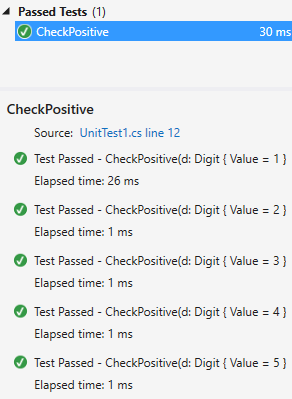 Passed Tests (1)
CheckPositive 30 ms
CheckPositive
Source: UnitTest1.cs line 12
Test Passed - CheckPositive(d: Digit { Value = 1 }
Elapsed time: 26 ms
Test Passed - CheckPositive(d: Digit { Value = 2 }
Elapsed time: 1 ms
Test Passed - CheckPositive(d: Digit { Value = 3 }
Elapsed time: 1 ms
Test Passed - CheckPositive(d: Digit { Value = 4 }
Elapsed time: 1 ms
Test Passed - CheckPositive(d: Digit { Value = 5 }
Elapsed time: 1 ms